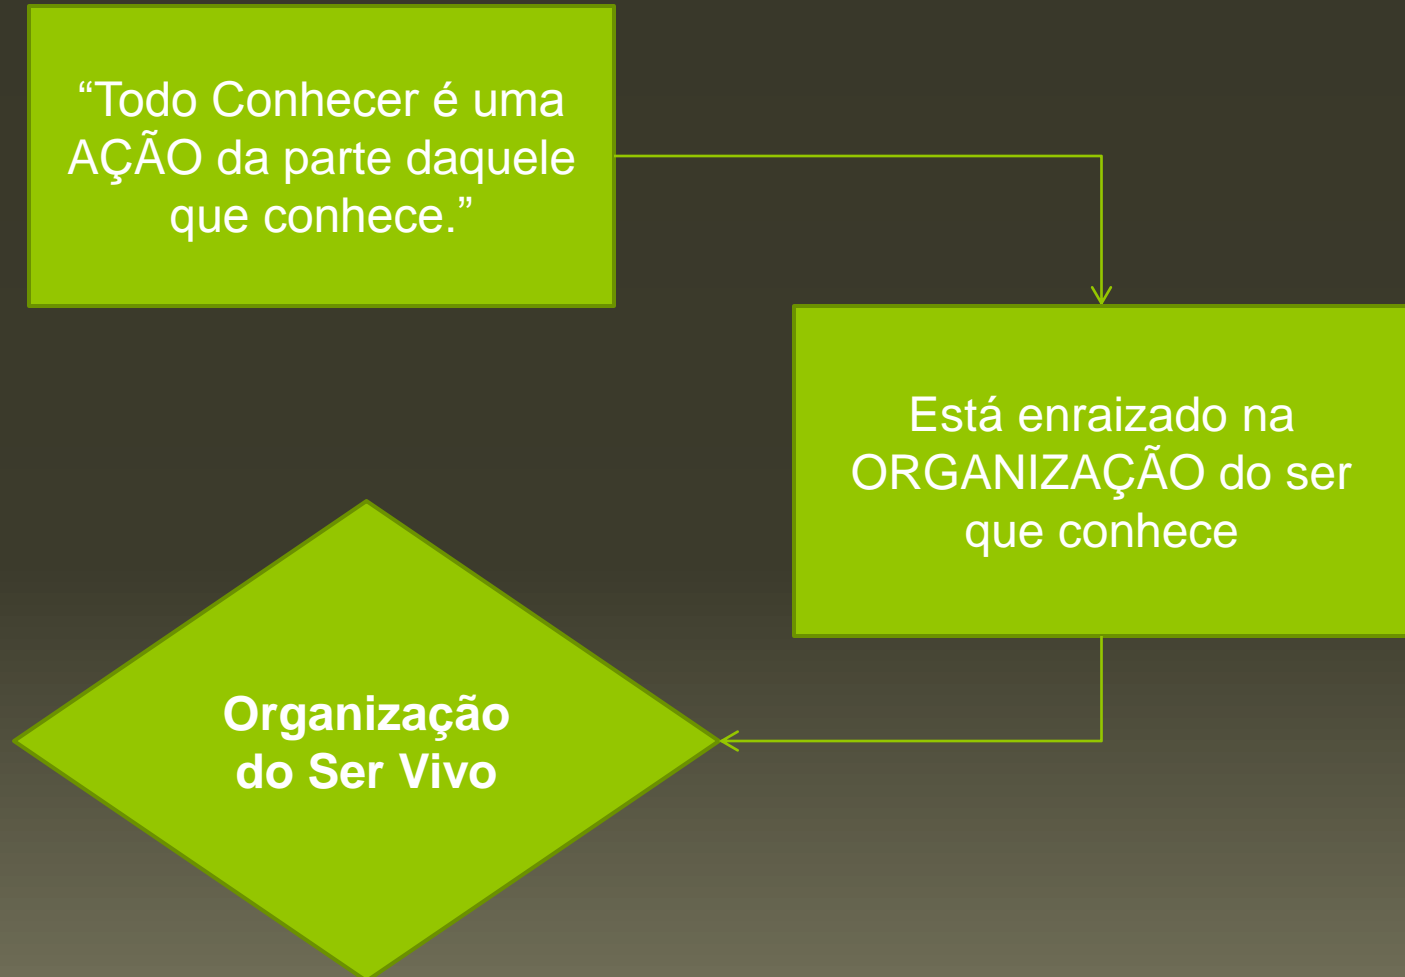 “Todo Conhecer é uma
AÇÃO da parte daquele
que conhece.”
Está enraizado na
ORGANIZAÇÃO do ser
que conhece
Organização
do Ser Vivo